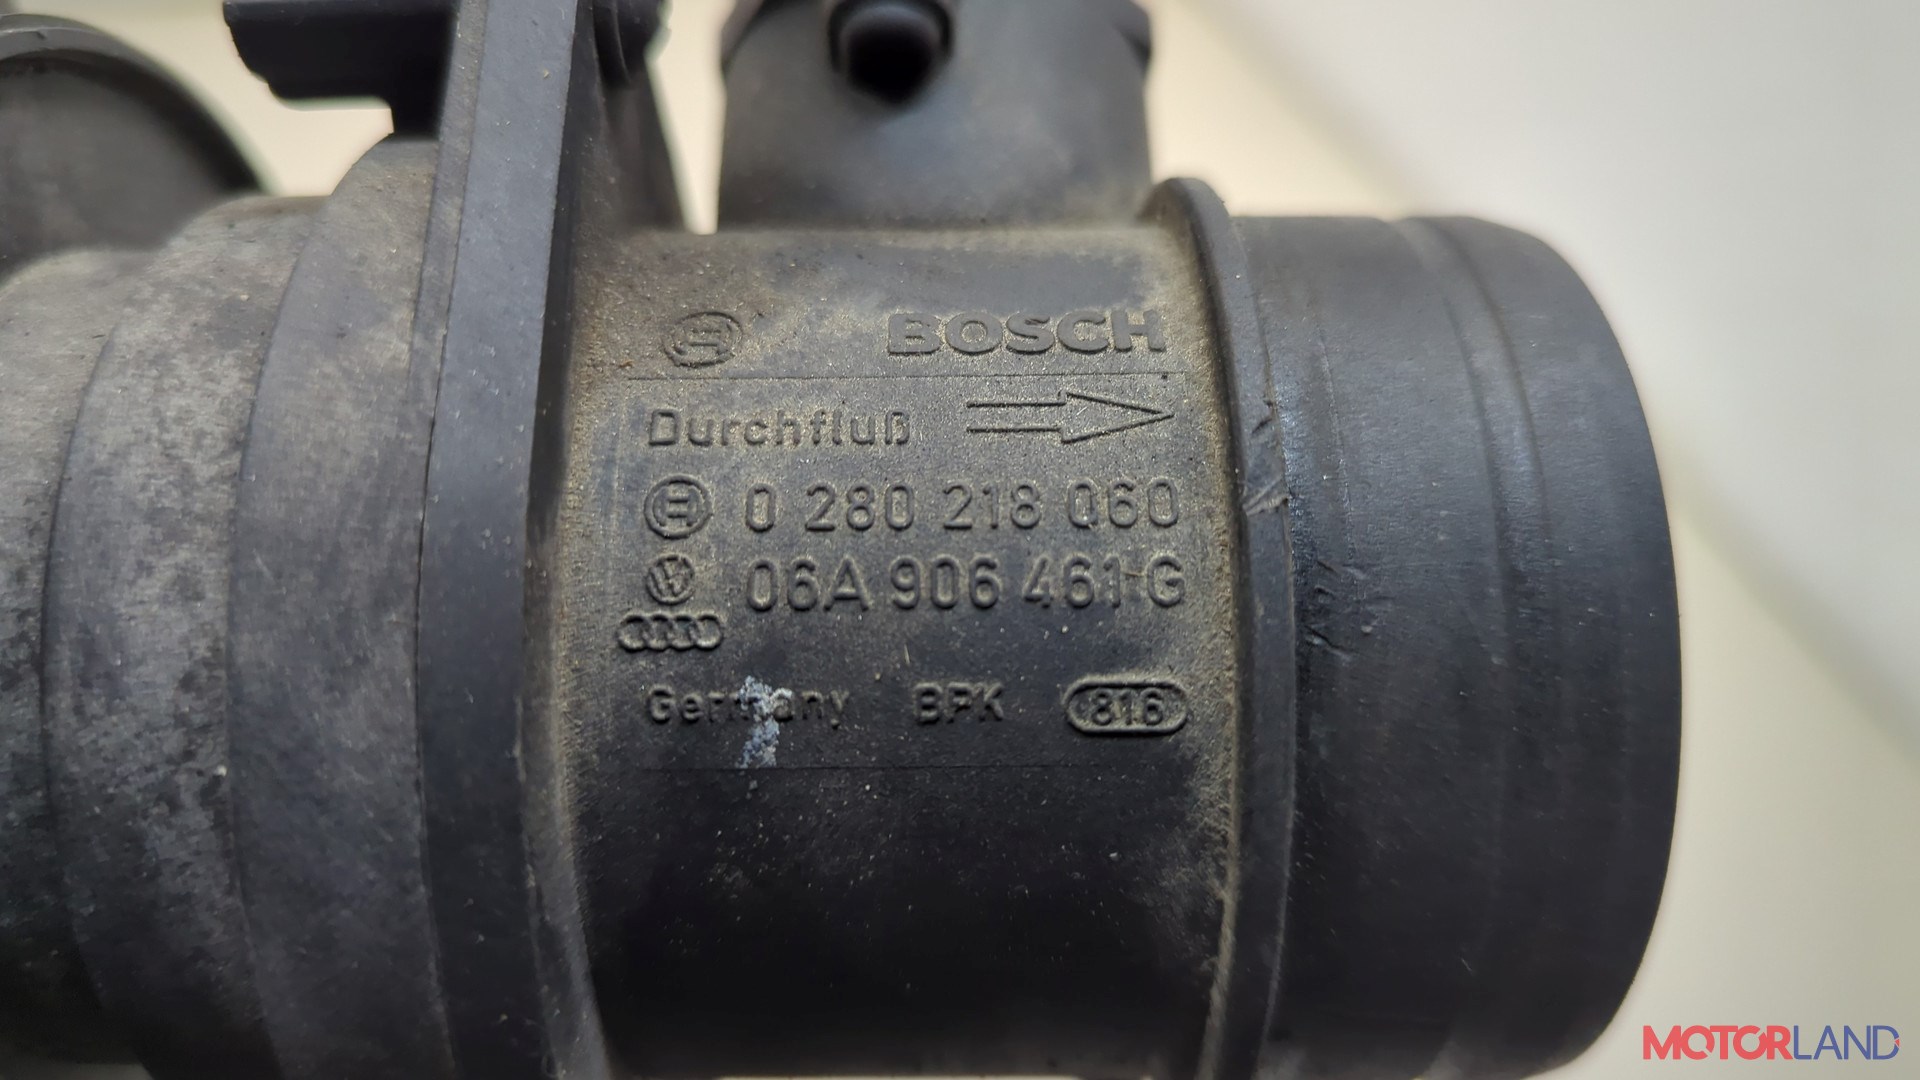 BOSCH
Durchfluß
0 280 218 060
06A 906 461 G
Germany BPK 816
MOTORLAND